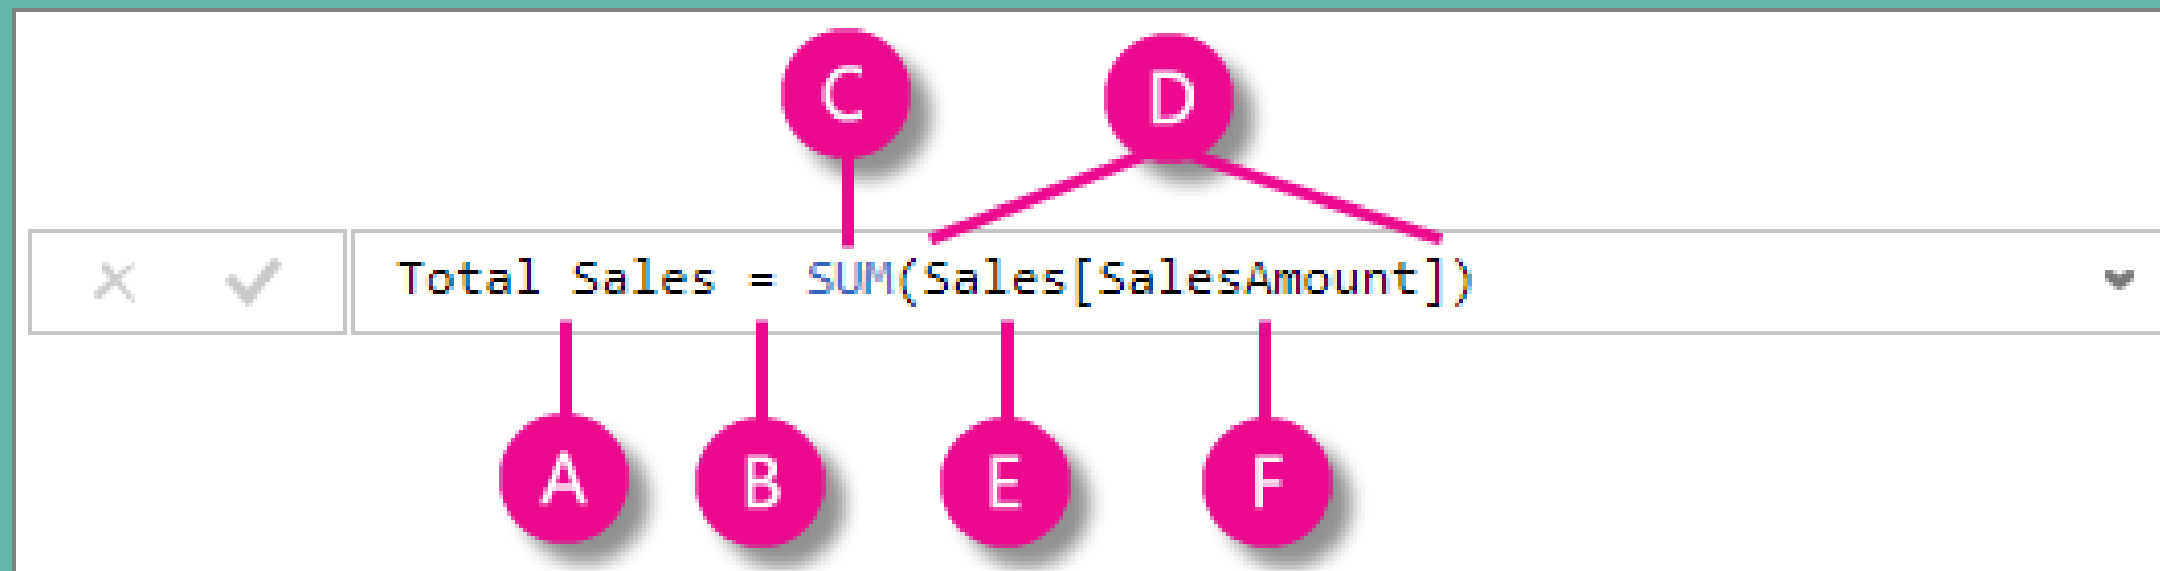 C D
Total Sales = SUM(Sales[SalesAmount])
A B E F